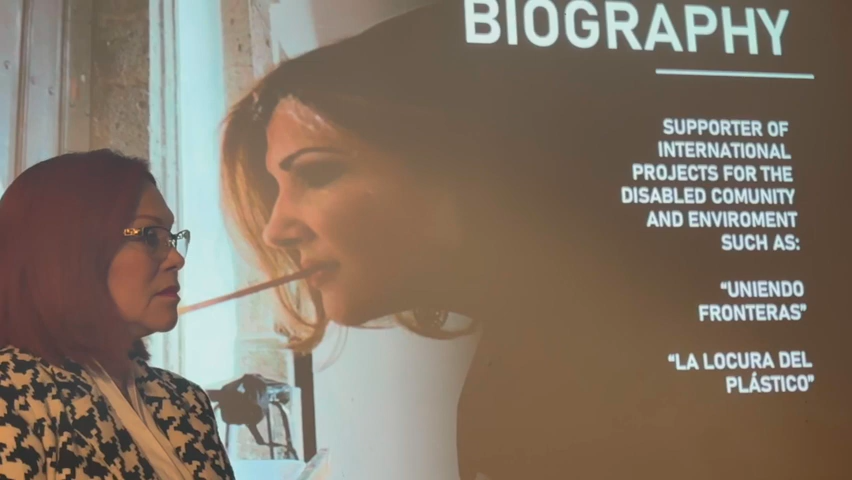 BIOGRAPHY
SUPPORTER OF
INTERNATIONAL
PROJECTS FOR THE
DISABLED COMUNITY
AND ENVIROMENT
SUCH AS:
“UNIENDO
FRONTERAS”
“LA LOCURA DEL
PLÁSTICO”